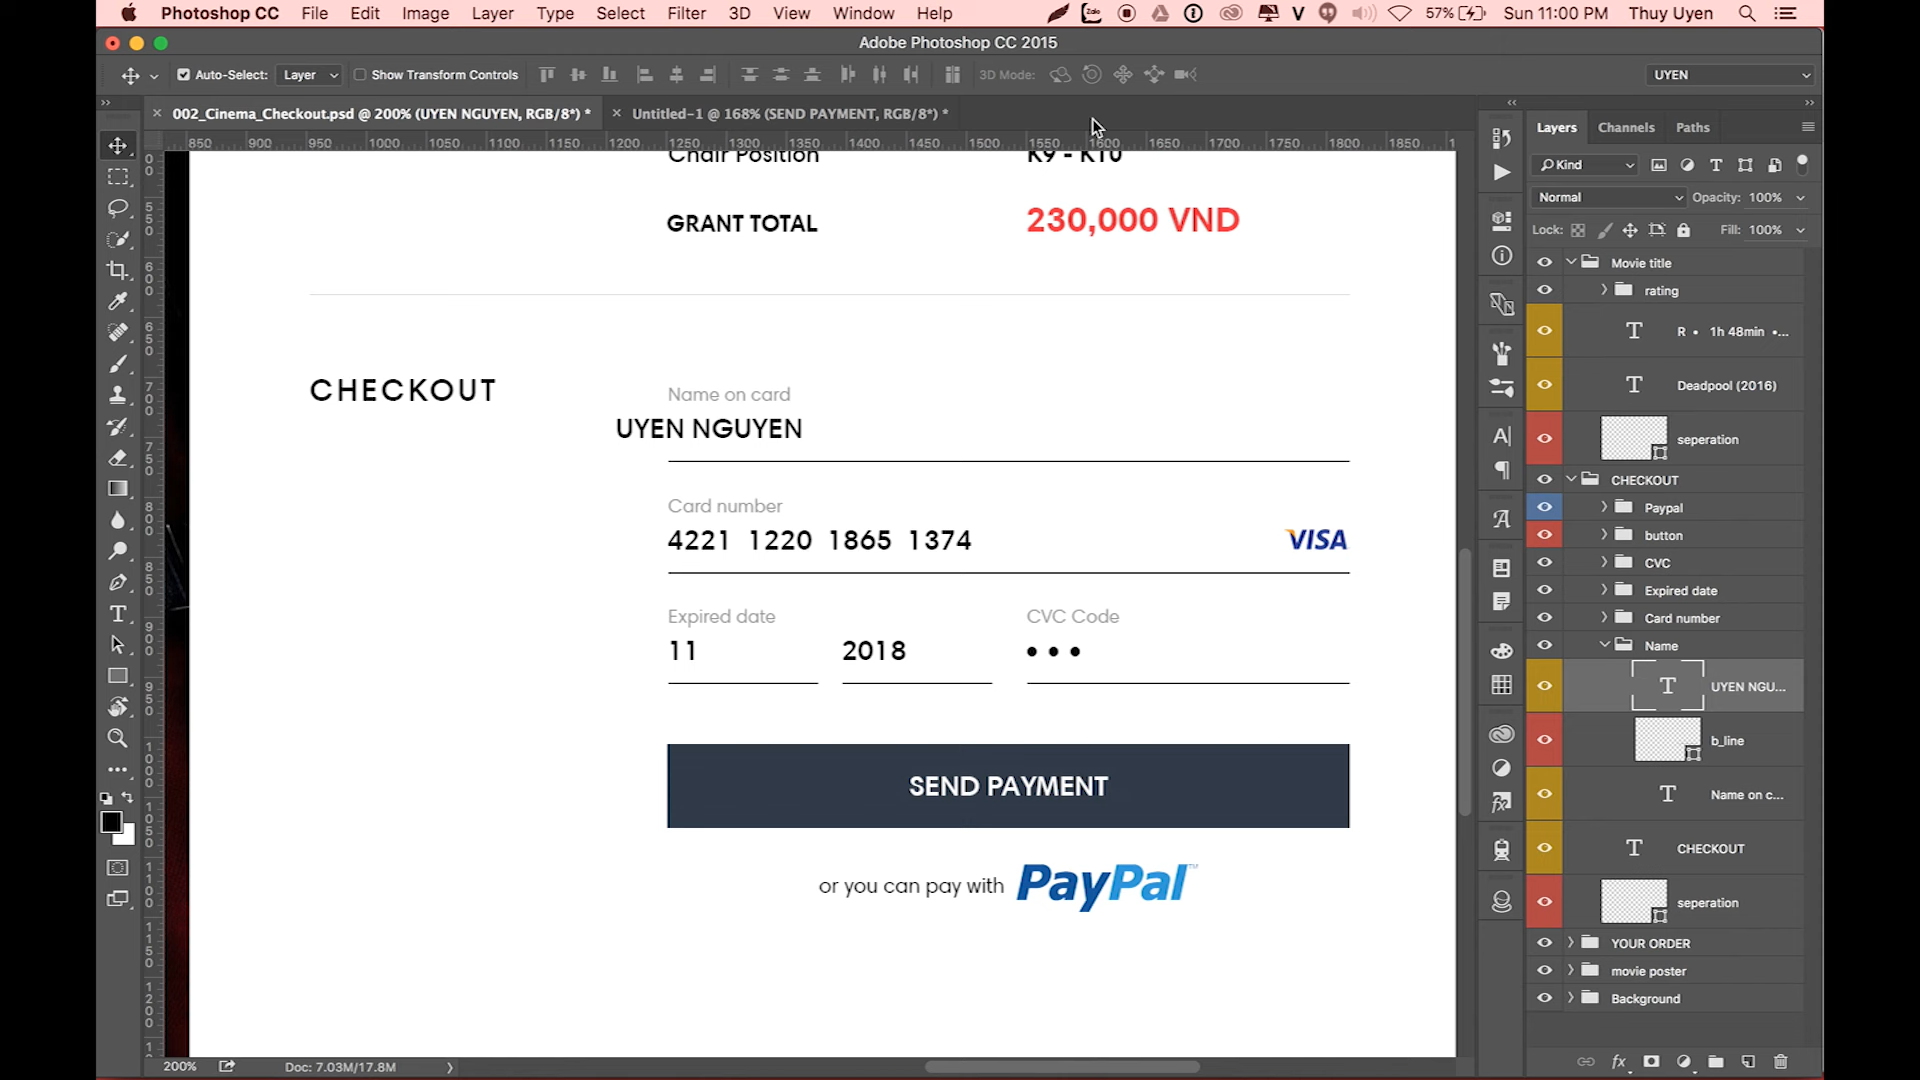 Photoshop CC File Edit Image Layer Type Select Filter 3D View Window Help
Zalo
57%
Sun 11:00 PM Thuy Uyen
Adobe Photoshop CC 2015
Auto-Select: Layer Show Transform Controls 3D Mode: UYEN
002_Cinema_Checkout.psd @ 200% (UYEN NGUYEN, RGB/8*) *
Untitled-1 @ 168% (SEND PAYMENT, RGB/8*) *
850 900 950 1000 1050 1100 1150 1200 1250 1300 1350 1400 1450 1500 1550 1600 1650 1700 1750 1800 1850
Chair Position K9 - K10
GRANT TOTAL 230,000 VND
CHECKOUT
Name on card
UYEN NGUYEN
Card number
4221 1220 1865 1374
VISA
Expired date CVC Code
11 2018 • • •
SEND PAYMENT
or you can pay with PayPal™
200% Doc: 7.03M/17.8M
Layers Channels Paths
Kind
Normal Opacity: 100%
Lock: Fill: 100%
Movie title
rating
R • 1h 48min •...
Deadpool (2016)
seperation
CHECKOUT
Paypal
button
CVC
Expired date
Card number
Name
UYEN NGU...
b_line
Name on c...
CHECKOUT
seperation
YOUR ORDER
movie poster
Background